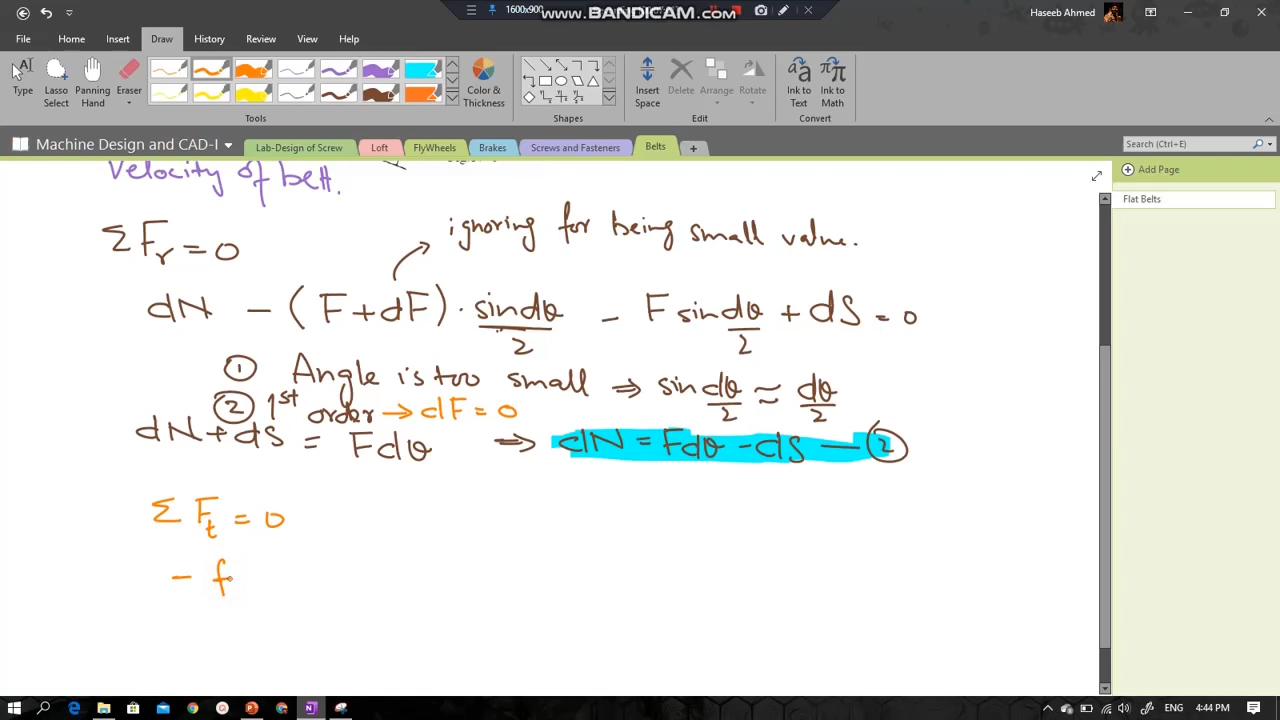 1600x900
www.BANDICAM.com
Haseeb Ahmed
File Home Insert Draw History Review View Help
Type Lasso Select Panning Hand Eraser Color & Thickness Insert Space Delete Arrange Rotate Ink to Text Ink to Math
Tools Shapes Edit Convert
Machine Design and CAD-I Lab-Design of Screw Loft FlyWheels Brakes Screws and Fasteners Belts + Search (Ctrl+E)
Add Page
Flat Belts
Velocity of belt.
ignoring for being small value.
ΣFr = 0
dN - (F + dF) · sin dθ/2 - F sin dθ/2 + dS = 0
① Angle is too small ⇒ sin dθ/2 ≈ dθ/2
② 1st order → dF = 0
dN + dS = Fdθ ⇒ dN = Fdθ - dS — ②
Σ Ft = 0
- f
ENG 4:44 PM